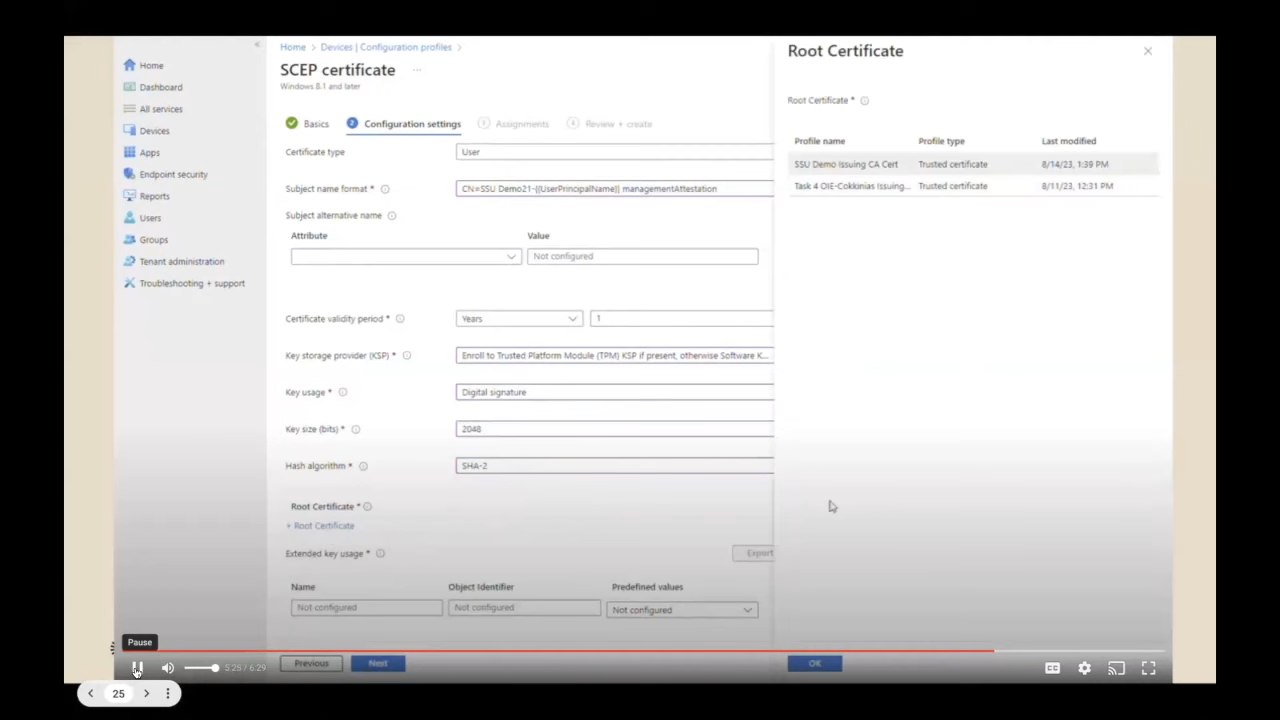 Home
Dashboard
All services
Devices
Apps
Endpoint security
Reports
Users
Groups
Tenant administration
Troubleshooting + support
Home > Devices | Configuration profiles >
SCEP certificate ...
Windows 8.1 and later
Basics 2 Configuration settings Assignments Review + create
Certificate type User
Subject name format * CN=SSU Demo21-{{UserPrincipalName}} managementAttestation
Subject alternative name
Attribute Value
Not configured
Certificate validity period * Years 1
Key storage provider (KSP) * Enroll to Trusted Platform Module (TPM) KSP if present, otherwise Software K...
Key usage * Digital signature
Key size (bits) * 2048
Hash algorithm * SHA-2
Root Certificate *
+ Root Certificate
Extended key usage * Export
Name Object Identifier Predefined values
Not configured Not configured Not configured
Previous Next
Root Certificate
Root Certificate *
Profile name Profile type Last modified
SSU Demo Issuing CA Cert Trusted certificate 8/14/23, 1:39 PM
Task 4 OIE-Cokkinias Issuing... Trusted certificate 8/11/23, 12:31 PM
OK
Pause
5:25 / 6:29
CC
25